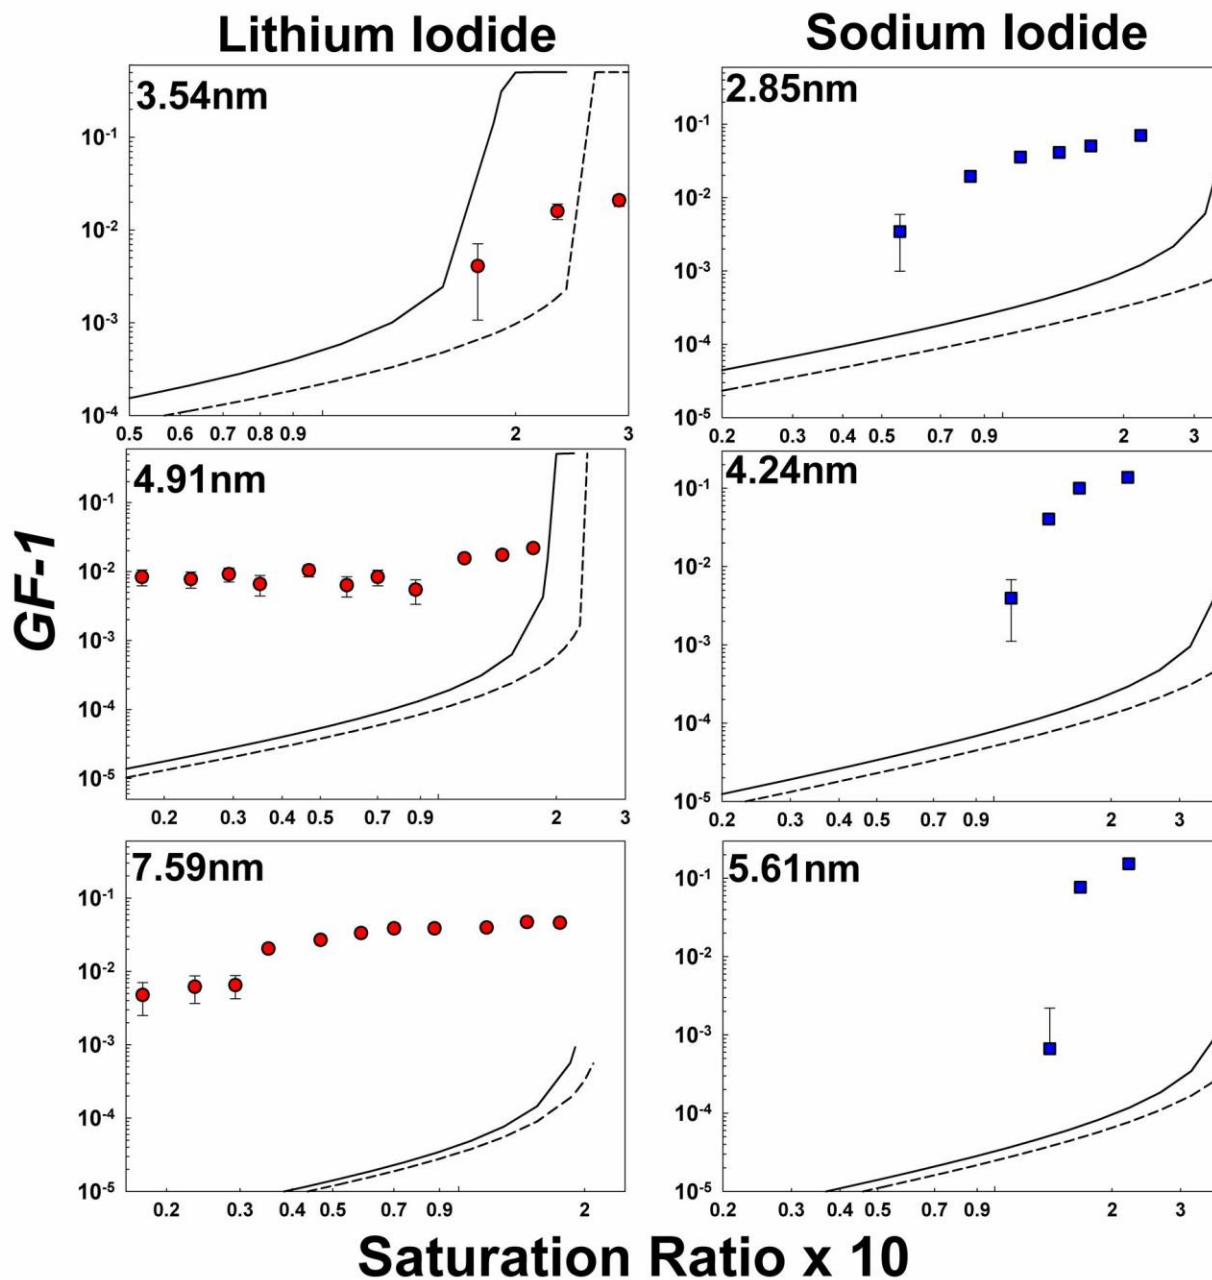 Lithium Iodide
Sodium Iodide
3.54nm
10⁻¹
10⁻²
10⁻³
10⁻⁴
0.5 0.6 0.7 0.8 0.9 2 3
2.85nm
10⁻¹
10⁻²
10⁻³
10⁻⁴
10⁻⁵
0.2 0.3 0.5 0.7 0.9 2 3
GF-1
4.91nm
10⁻¹
10⁻²
10⁻³
10⁻⁴
10⁻⁵
0.2 0.3 0.4 0.5 0.7 0.9 2 3
4.24nm
10⁻¹
10⁻²
10⁻³
10⁻⁴
10⁻⁵
0.2 0.3 0.4 0.5 0.7 0.9 2 3
7.59nm
10⁻¹
10⁻²
10⁻³
10⁻⁴
10⁻⁵
0.2 0.3 0.4 0.5 0.7 0.9 2
5.61nm
10⁻¹
10⁻²
10⁻³
10⁻⁴
10⁻⁵
0.2 0.3 0.4 0.5 0.7 0.9 2 3
Saturation Ratio x 10